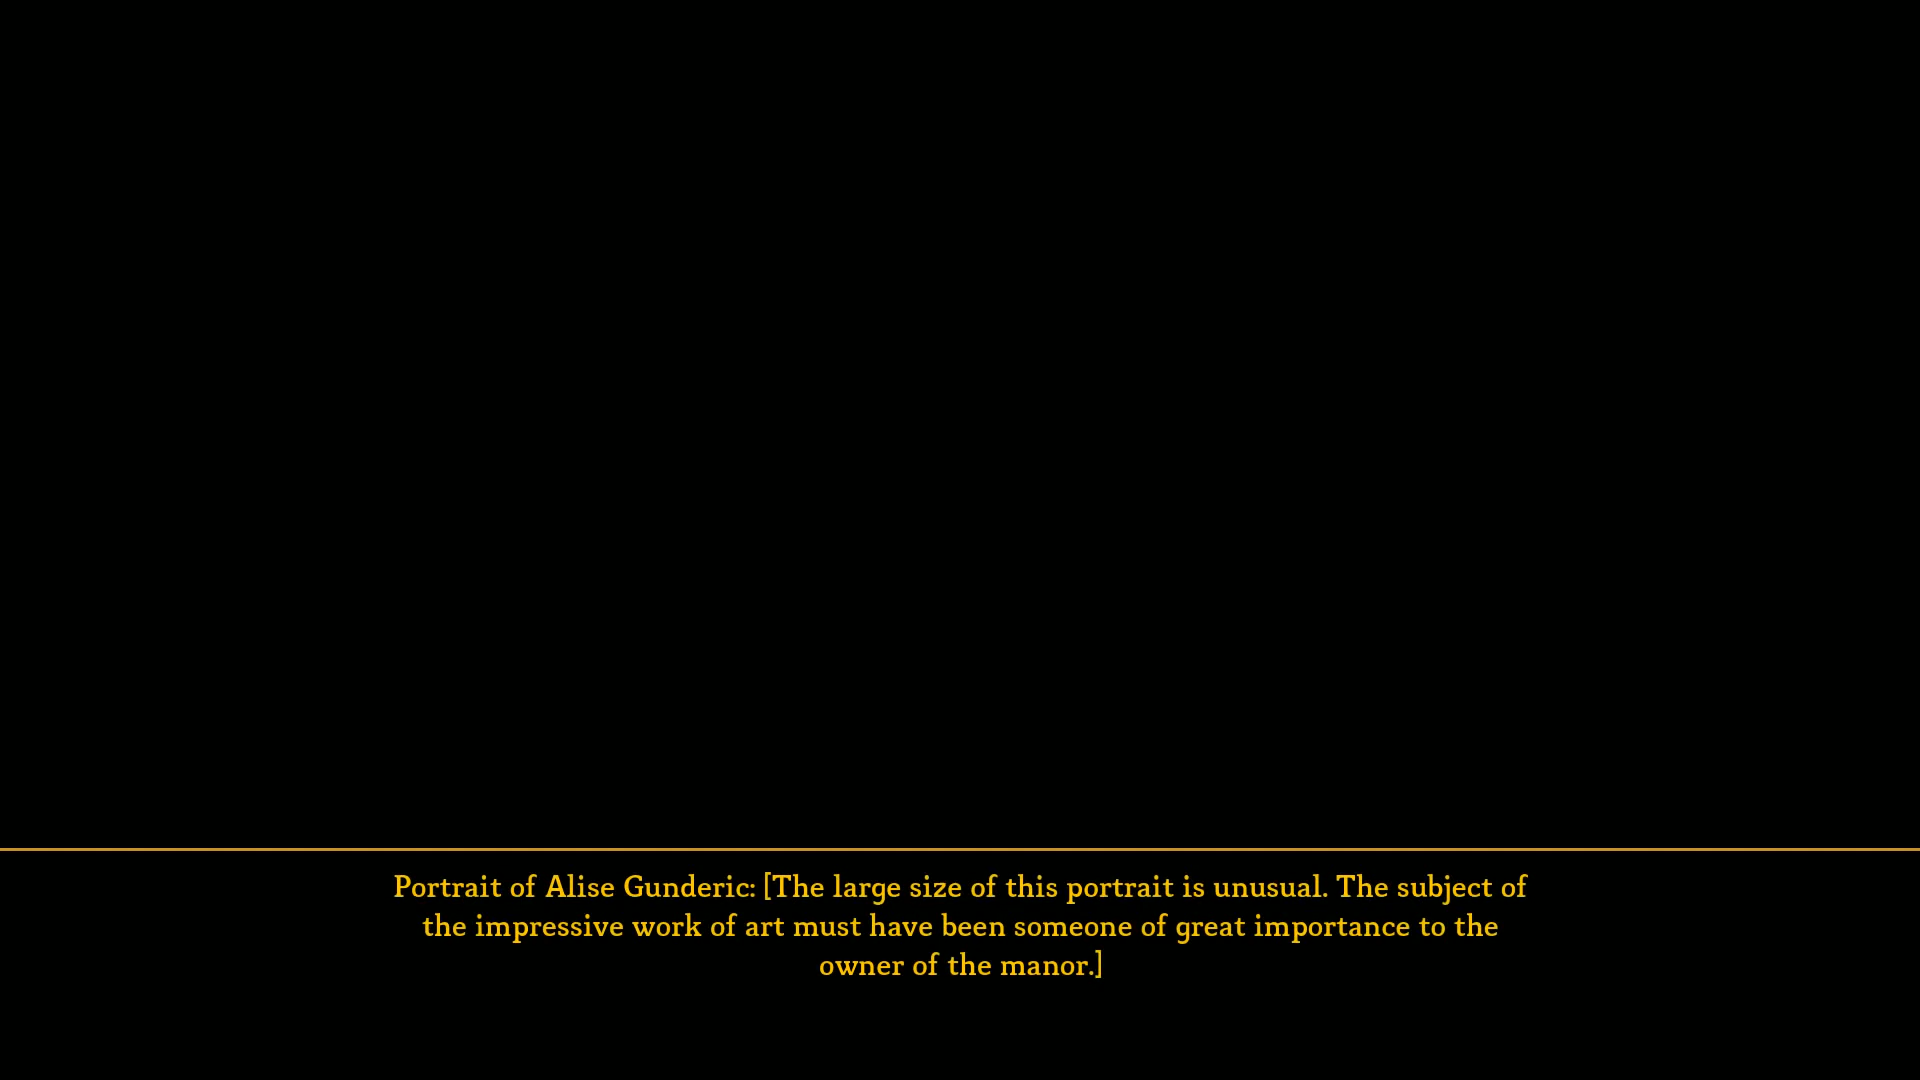 Portrait of Alise Gunderic: [The large size of this portrait is unusual. The subject of
the impressive work of art must have been someone of great importance to the
owner of the manor.]